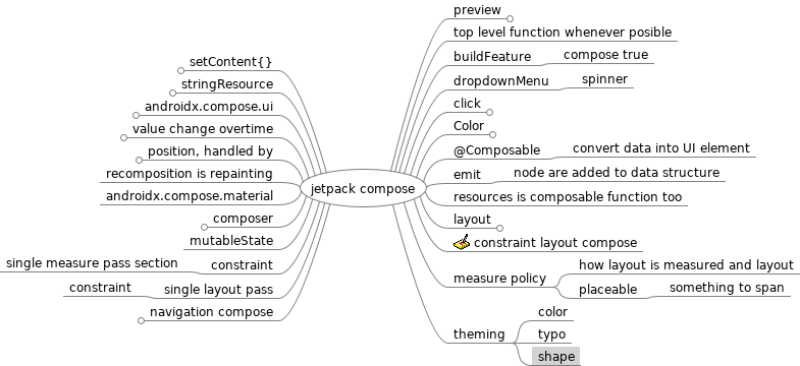 jetpack compose
preview
top level function whenever posible
buildFeature
compose true
dropdownMenu
spinner
click
Color
@Composable
convert data into UI element
emit
node are added to data structure
resources is composable function too
layout
constraint layout compose
measure policy
how layout is measured and layout
placeable
something to span
theming
color
typo
shape
setContent{}
stringResource
androidx.compose.ui
value change overtime
position, handled by
recomposition is repainting
androidx.compose.material
composer
mutableState
constraint
single measure pass section
single layout pass
constraint
navigation compose